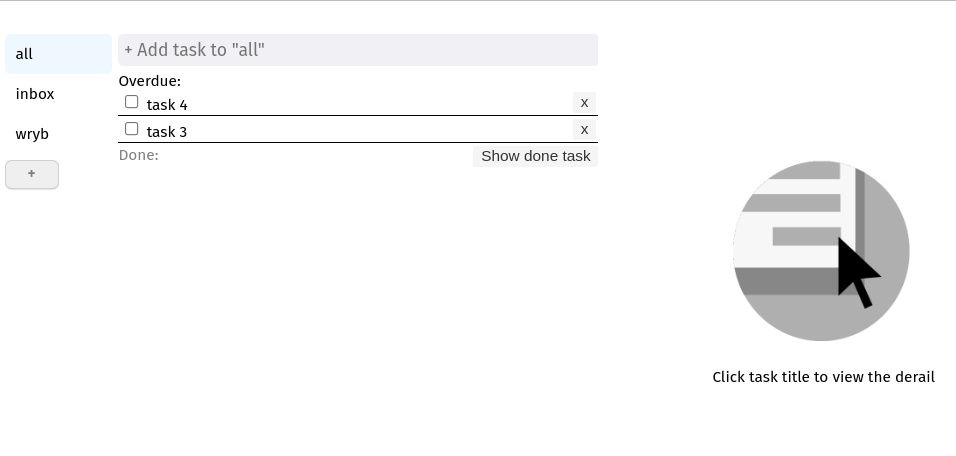 all
inbox
wryb
+
+ Add task to "all"
Overdue:
task 4 x
task 3 x
Done: Show done task
Click task title to view the derail